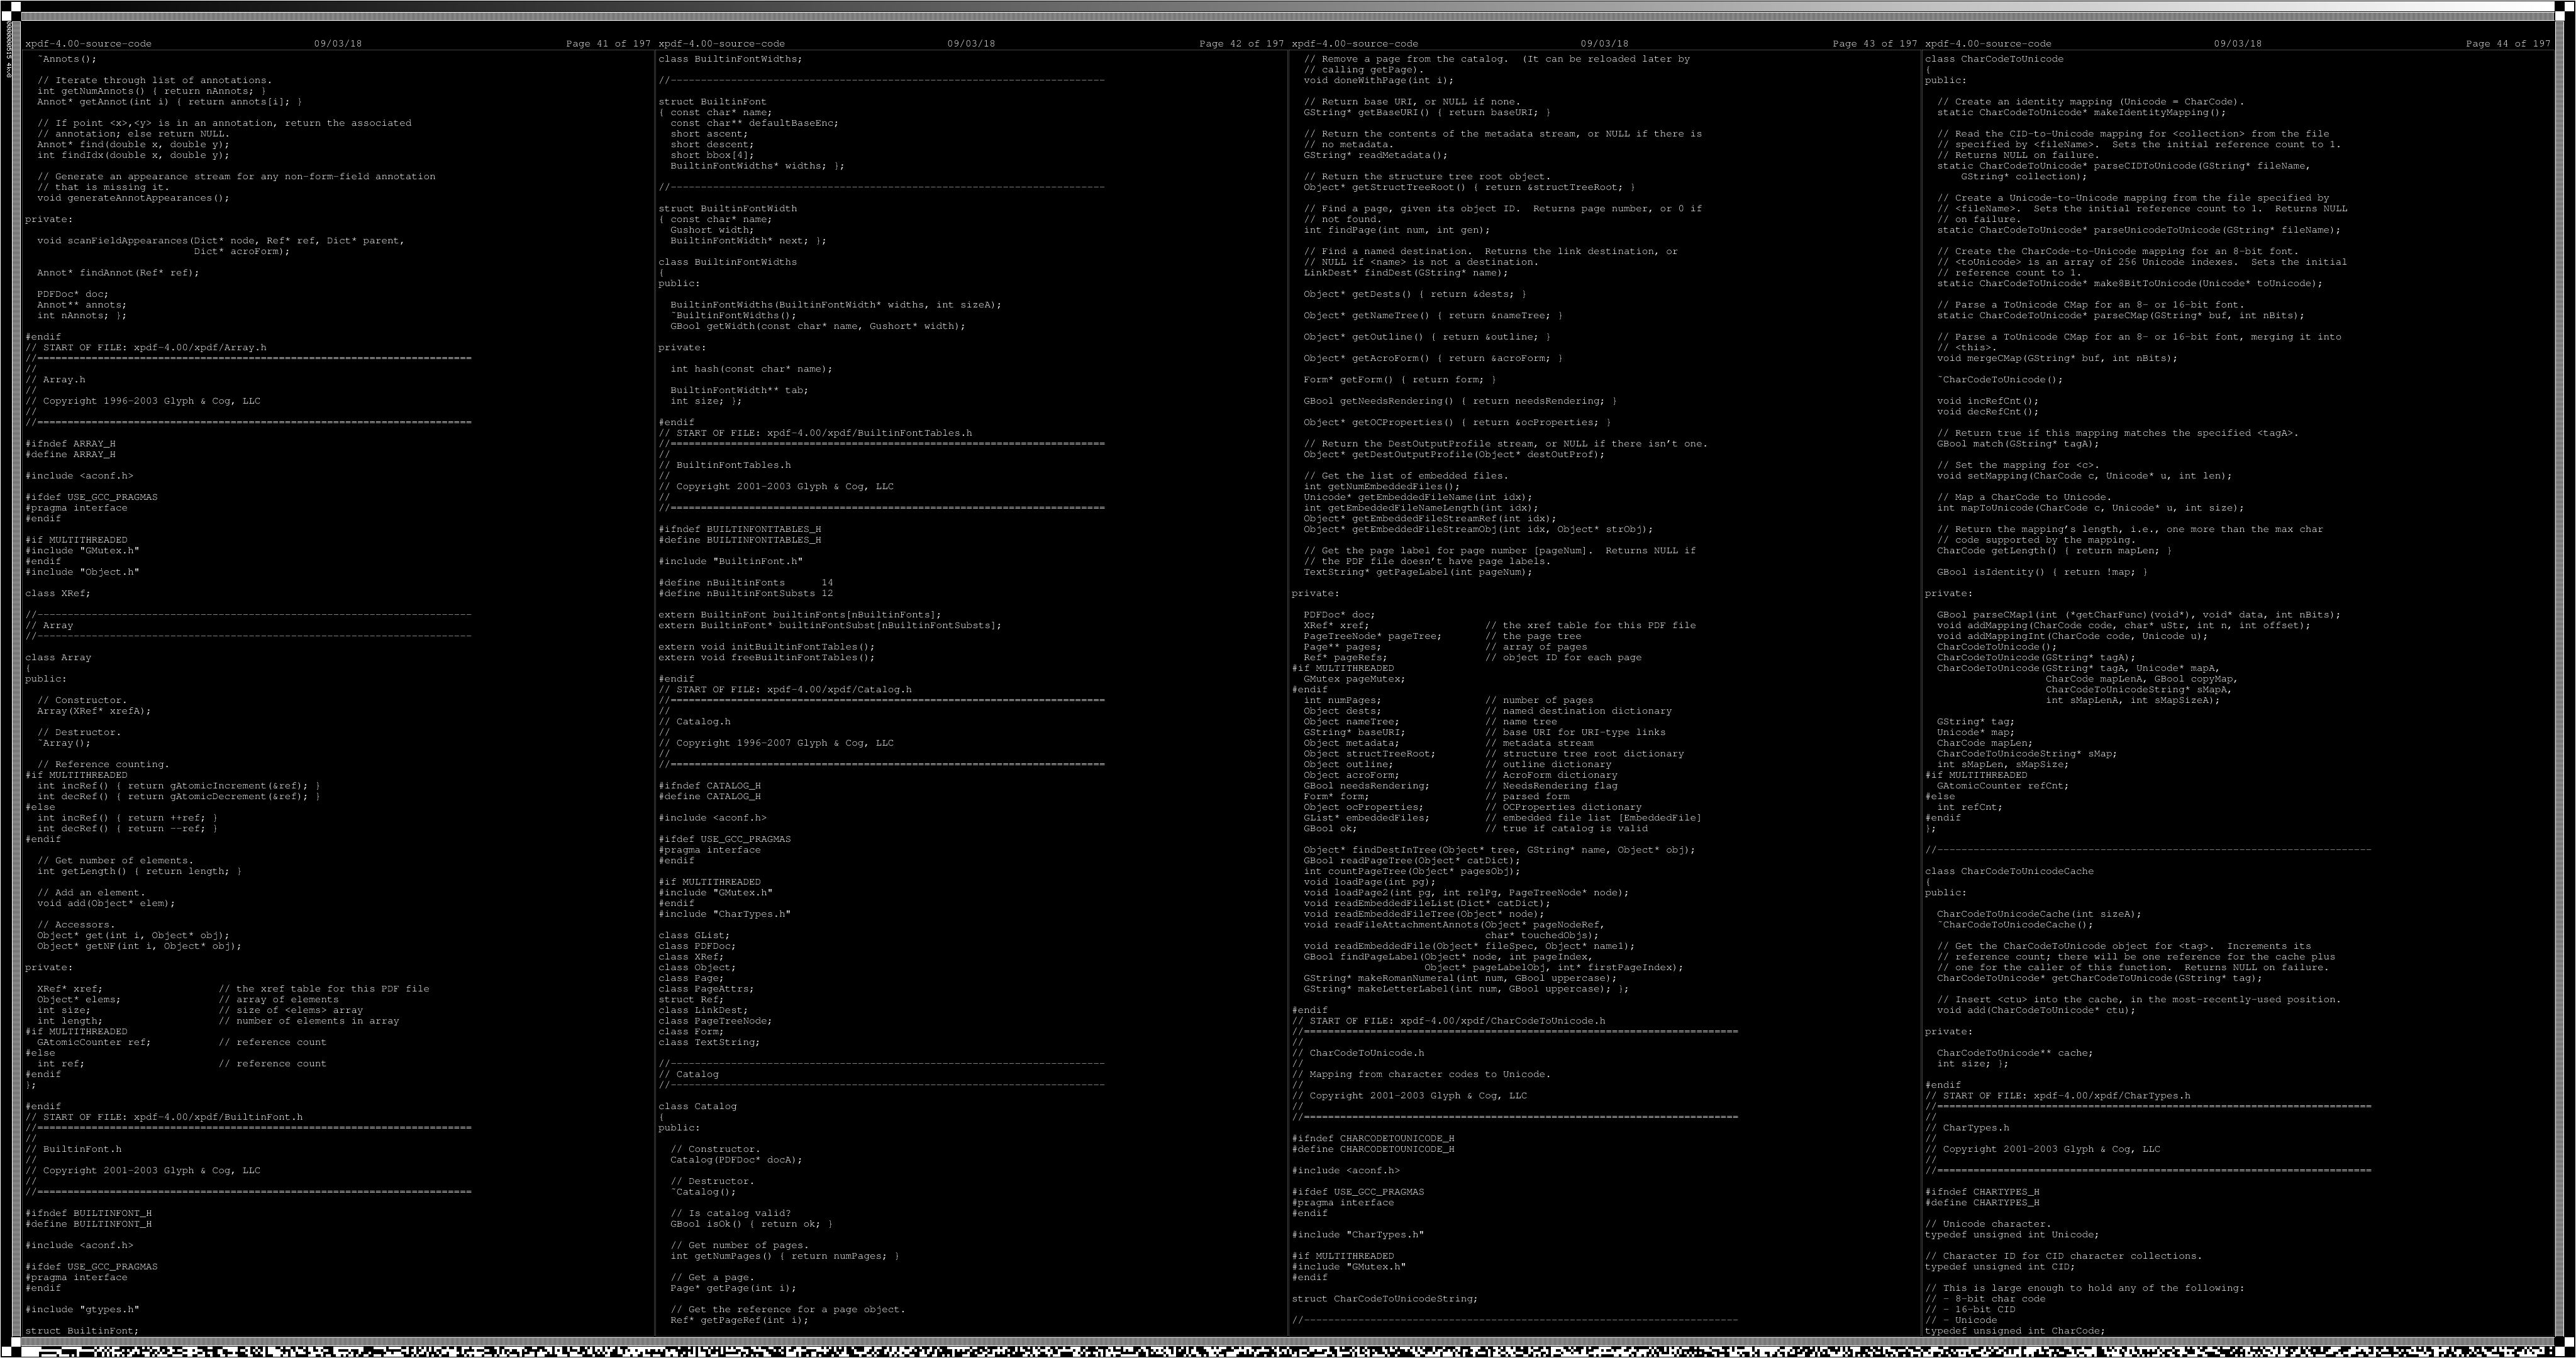 xpdf-4.00-source-code 09/03/18 Page 41 of 197
~Annots();
// Iterate through list of annotations.
int getNumAnnots() { return nAnnots; }
Annot* getAnnot(int i) { return annots[i]; }
// If point <x>,<y> is in an annotation, return the associated
// annotation; else return NULL.
Annot* find(double x, double y);
int findIdx(double x, double y);
// Generate an appearance stream for any non-form-field annotation
// that is missing it.
void generateAnnotAppearances();
private:
void scanFieldAppearances(Dict* node, Ref* ref, Dict* parent,
Dict* acroForm);
Annot* findAnnot(Ref* ref);
PDFDoc* doc;
Annot** annots;
int nAnnots; };
#endif
// START OF FILE: xpdf-4.00/xpdf/Array.h
//========================================================================
//
// Array.h
//
// Copyright 1996-2003 Glyph & Cog, LLC
//
//========================================================================
#ifndef ARRAY_H
#define ARRAY_H
#include <aconf.h>
#ifdef USE_GCC_PRAGMAS
#pragma interface
#endif
#if MULTITHREADED
#include "GMutex.h"
#endif
#include "Object.h"
class XRef;
//------------------------------------------------------------------------
// Array
//------------------------------------------------------------------------
class Array
{
public:
// Constructor.
Array(XRef* xrefA);
// Destructor.
~Array();
// Reference counting.
#if MULTITHREADED
int incRef() { return gAtomicIncrement(&ref); }
int decRef() { return gAtomicDecrement(&ref); }
#else
int incRef() { return ++ref; }
int decRef() { return --ref; }
#endif
// Get number of elements.
int getLength() { return length; }
// Add an element.
void add(Object* elem);
// Accessors.
Object* get(int i, Object* obj);
Object* getNF(int i, Object* obj);
private:
XRef* xref; // the xref table for this PDF file
Object* elems; // array of elements
int size; // size of <elems> array
int length; // number of elements in array
#if MULTITHREADED
GAtomicCounter ref; // reference count
#else
int ref; // reference count
#endif
};
#endif
// START OF FILE: xpdf-4.00/xpdf/BuiltinFont.h
//========================================================================
//
// BuiltinFont.h
//
// Copyright 2001-2003 Glyph & Cog, LLC
//
//========================================================================
#ifndef BUILTINFONT_H
#define BUILTINFONT_H
#include <aconf.h>
#ifdef USE_GCC_PRAGMAS
#pragma interface
#endif
#include "gtypes.h"
struct BuiltinFont;
xpdf-4.00-source-code 09/03/18 Page 42 of 197
class BuiltinFontWidths;
//------------------------------------------------------------------------
struct BuiltinFont
{ const char* name;
const char** defaultBaseEnc;
short ascent;
short descent;
short bbox[4];
BuiltinFontWidths* widths; };
//------------------------------------------------------------------------
struct BuiltinFontWidth
{ const char* name;
Gushort width;
BuiltinFontWidth* next; };
class BuiltinFontWidths
{
public:
BuiltinFontWidths(BuiltinFontWidth* widths, int sizeA);
~BuiltinFontWidths();
GBool getWidth(const char* name, Gushort* width);
private:
int hash(const char* name);
BuiltinFontWidth** tab;
int size; };
#endif
// START OF FILE: xpdf-4.00/xpdf/BuiltinFontTables.h
//========================================================================
//
// BuiltinFontTables.h
//
// Copyright 2001-2003 Glyph & Cog, LLC
//
//========================================================================
#ifndef BUILTINFONTTABLES_H
#define BUILTINFONTTABLES_H
#include "BuiltinFont.h"
#define nBuiltinFonts 14
#define nBuiltinFontSubsts 12
extern BuiltinFont builtinFonts[nBuiltinFonts];
extern BuiltinFont* builtinFontSubst[nBuiltinFontSubsts];
extern void initBuiltinFontTables();
extern void freeBuiltinFontTables();
#endif
// START OF FILE: xpdf-4.00/xpdf/Catalog.h
//========================================================================
//
// Catalog.h
//
// Copyright 1996-2007 Glyph & Cog, LLC
//
//========================================================================
#ifndef CATALOG_H
#define CATALOG_H
#include <aconf.h>
#ifdef USE_GCC_PRAGMAS
#pragma interface
#endif
#if MULTITHREADED
#include "GMutex.h"
#endif
#include "CharTypes.h"
class GList;
class PDFDoc;
class XRef;
class Object;
class Page;
class PageAttrs;
struct Ref;
class LinkDest;
class PageTreeNode;
class Form;
class TextString;
//------------------------------------------------------------------------
// Catalog
//------------------------------------------------------------------------
class Catalog
{
public:
// Constructor.
Catalog(PDFDoc* docA);
// Destructor.
~Catalog();
// Is catalog valid?
GBool isOk() { return ok; }
// Get number of pages.
int getNumPages() { return numPages; }
// Get a page.
Page* getPage(int i);
// Get the reference for a page object.
Ref* getPageRef(int i);
xpdf-4.00-source-code 09/03/18 Page 43 of 197
// Remove a page from the catalog. (It can be reloaded later by
// calling getPage).
void doneWithPage(int i);
// Return base URI, or NULL if none.
GString* getBaseURI() { return baseURI; }
// Return the contents of the metadata stream, or NULL if there is
// no metadata.
GString* readMetadata();
// Return the structure tree root object.
Object* getStructTreeRoot() { return &structTreeRoot; }
// Find a page, given its object ID. Returns page number, or 0 if
// not found.
int findPage(int num, int gen);
// Find a named destination. Returns the link destination, or
// NULL if <name> is not a destination.
LinkDest* findDest(GString* name);
Object* getDests() { return &dests; }
Object* getNameTree() { return &nameTree; }
Object* getOutline() { return &outline; }
Object* getAcroForm() { return &acroForm; }
Form* getForm() { return form; }
GBool getNeedsRendering() { return needsRendering; }
Object* getOCProperties() { return &ocProperties; }
// Return the DestOutputProfile stream, or NULL if there isn't one.
Object* getDestOutputProfile(Object* destOutProf);
// Get the list of embedded files.
int getNumEmbeddedFiles();
Unicode* getEmbeddedFileName(int idx);
int getEmbeddedFileNameLength(int idx);
Object* getEmbeddedFileStreamRef(int idx);
Object* getEmbeddedFileStreamObj(int idx, Object* strObj);
// Get the page label for page number [pageNum]. Returns NULL if
// the PDF file doesn't have page labels.
TextString* getPageLabel(int pageNum);
private:
PDFDoc* doc;
XRef* xref; // the xref table for this PDF file
PageTreeNode* pageTree; // the page tree
Page** pages; // array of pages
Ref* pageRefs; // object ID for each page
#if MULTITHREADED
GMutex pageMutex;
#endif
int numPages; // number of pages
Object dests; // named destination dictionary
Object nameTree; // name tree
GString* baseURI; // base URI for URI-type links
Object metadata; // metadata stream
Object structTreeRoot; // structure tree root dictionary
Object outline; // outline dictionary
Object acroForm; // AcroForm dictionary
GBool needsRendering; // NeedsRendering flag
Form* form; // parsed form
Object ocProperties; // OCProperties dictionary
GList* embeddedFiles; // embedded file list [EmbeddedFile]
GBool ok; // true if catalog is valid
Object* findDestInTree(Object* tree, GString* name, Object* obj);
GBool readPageTree(Object* catDict);
int countPageTree(Object* pagesObj);
void loadPage(int pg);
void loadPage2(int pg, int relPg, PageTreeNode* node);
void readEmbeddedFileList(Dict* catDict);
void readEmbeddedFileTree(Object* node);
void readFileAttachmentAnnots(Object* pageNodeRef,
char* touchedObjs);
void readEmbeddedFile(Object* fileSpec, Object* name1);
GBool findPageLabel(Object* node, int pageIndex,
Object* pageLabelObj, int* firstPageIndex);
GString* makeRomanNumeral(int num, GBool uppercase);
GString* makeLetterLabel(int num, GBool uppercase); };
#endif
// START OF FILE: xpdf-4.00/xpdf/CharCodeToUnicode.h
//========================================================================
//
// CharCodeToUnicode.h
//
// Mapping from character codes to Unicode.
//
// Copyright 2001-2003 Glyph & Cog, LLC
//
//========================================================================
#ifndef CHARCODETOUNICODE_H
#define CHARCODETOUNICODE_H
#include <aconf.h>
#ifdef USE_GCC_PRAGMAS
#pragma interface
#endif
#include "CharTypes.h"
#if MULTITHREADED
#include "GMutex.h"
#endif
struct CharCodeToUnicodeString;
//------------------------------------------------------------------------
xpdf-4.00-source-code 09/03/18 Page 44 of 197
class CharCodeToUnicode
{
public:
// Create an identity mapping (Unicode = CharCode).
static CharCodeToUnicode* makeIdentityMapping();
// Read the CID-to-Unicode mapping for <collection> from the file
// specified by <fileName>. Sets the initial reference count to 1.
// Returns NULL on failure.
static CharCodeToUnicode* parseCIDToUnicode(GString* fileName,
GString* collection);
// Create a Unicode-to-Unicode mapping from the file specified by
// <fileName>. Sets the initial reference count to 1. Returns NULL
// on failure.
static CharCodeToUnicode* parseUnicodeToUnicode(GString* fileName);
// Create the CharCode-to-Unicode mapping for an 8-bit font.
// <toUnicode> is an array of 256 Unicode indexes. Sets the initial
// reference count to 1.
static CharCodeToUnicode* make8BitToUnicode(Unicode* toUnicode);
// Parse a ToUnicode CMap for an 8- or 16-bit font.
static CharCodeToUnicode* parseCMap(GString* buf, int nBits);
// Parse a ToUnicode CMap for an 8- or 16-bit font, merging it into
// <this>.
void mergeCMap(GString* buf, int nBits);
~CharCodeToUnicode();
void incRefCnt();
void decRefCnt();
// Return true if this mapping matches the specified <tagA>.
GBool match(GString* tagA);
// Set the mapping for <c>.
void setMapping(CharCode c, Unicode* u, int len);
// Map a CharCode to Unicode.
int mapToUnicode(CharCode c, Unicode* u, int size);
// Return the mapping's length, i.e., one more than the max char
// code supported by the mapping.
CharCode getLength() { return mapLen; }
GBool isIdentity() { return !map; }
private:
GBool parseCMap1(int (*getCharFunc)(void*), void* data, int nBits);
void addMapping(CharCode code, char* uStr, int n, int offset);
void addMappingInt(CharCode code, Unicode u);
CharCodeToUnicode();
CharCodeToUnicode(GString* tagA);
CharCodeToUnicode(GString* tagA, Unicode* mapA,
CharCode mapLenA, GBool copyMap,
CharCodeToUnicodeString* sMapA,
int sMapLenA, int sMapSizeA);
GString* tag;
Unicode* map;
CharCode mapLen;
CharCodeToUnicodeString* sMap;
int sMapLen, sMapSize;
#if MULTITHREADED
GAtomicCounter refCnt;
#else
int refCnt;
#endif
};
//------------------------------------------------------------------------
class CharCodeToUnicodeCache
{
public:
CharCodeToUnicodeCache(int sizeA);
~CharCodeToUnicodeCache();
// Get the CharCodeToUnicode object for <tag>. Increments its
// reference count; there will be one reference for the cache plus
// one for the caller of this function. Returns NULL on failure.
CharCodeToUnicode* getCharCodeToUnicode(GString* tag);
// Insert <ctu> into the cache, in the most-recently-used position.
void add(CharCodeToUnicode* ctu);
private:
CharCodeToUnicode** cache;
int size; };
#endif
// START OF FILE: xpdf-4.00/xpdf/CharTypes.h
//========================================================================
//
// CharTypes.h
//
// Copyright 2001-2003 Glyph & Cog, LLC
//
//========================================================================
#ifndef CHARTYPES_H
#define CHARTYPES_H
// Unicode character.
typedef unsigned int Unicode;
// Character ID for CID character collections.
typedef unsigned int CID;
// This is large enough to hold any of the following:
// - 8-bit char code
// - 16-bit CID
// - Unicode
typedef unsigned int CharCode;